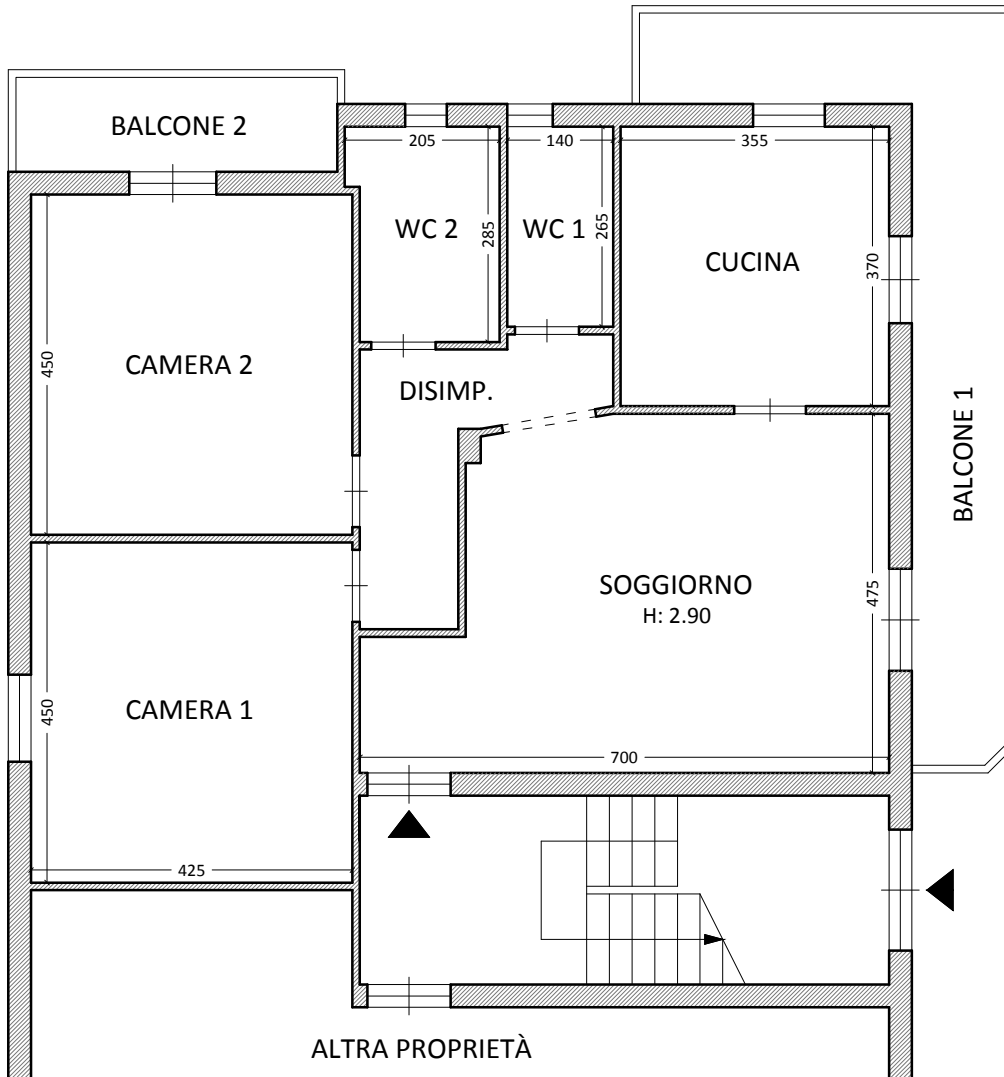 BALCONE 2
205
140
355
WC 2
285
WC 1
265
CUCINA
370
450
CAMERA 2
DISIMP.
BALCONE 1
SOGGIORNO
H: 2.90
475
450
CAMERA 1
700
425
ALTRA PROPRIETÀ